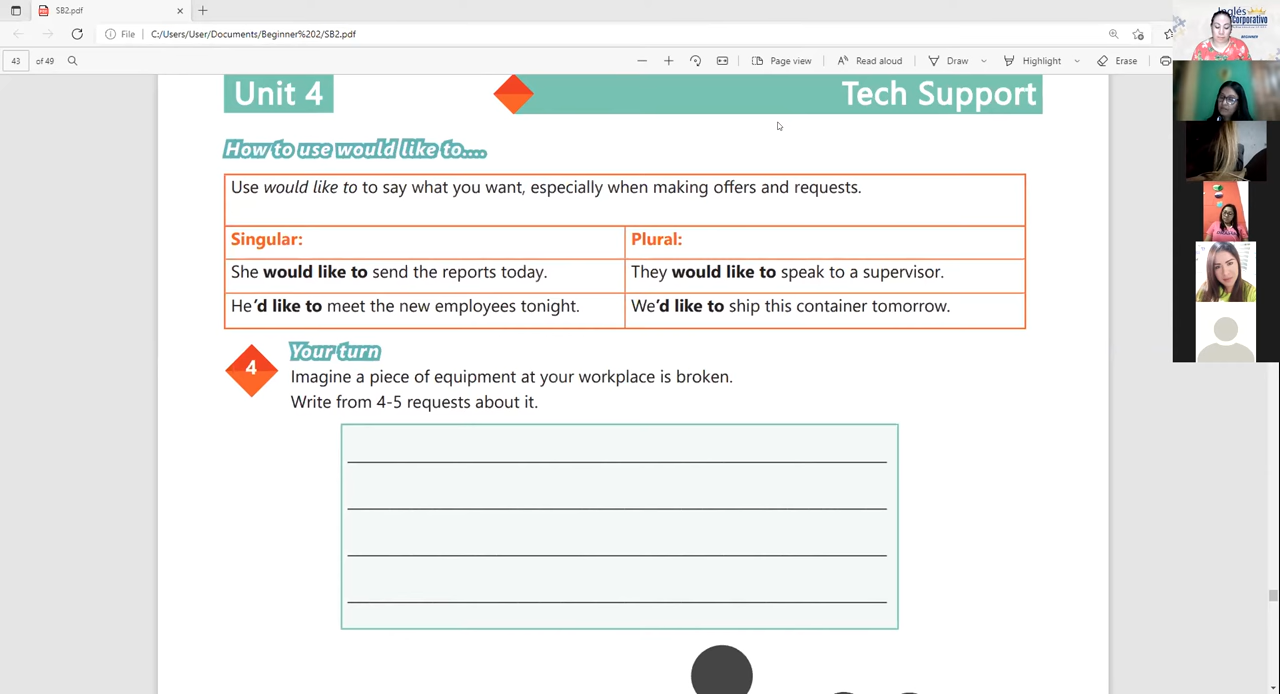 SB2.pdf
File
C:/Users/User/Documents/Beginner%202/SB2.pdf
43 of 49
Page view
Read aloud
Draw
Highlight
Erase
Inglés
Corporativo
BEGINNER
Unit 4
Tech Support
How to use would like to....
Use would like to to say what you want, especially when making offers and requests.
Singular:
Plural:
She would like to send the reports today.
They would like to speak to a supervisor.
He'd like to meet the new employees tonight.
We'd like to ship this container tomorrow.
4
Your turn
Imagine a piece of equipment at your workplace is broken.
Write from 4-5 requests about it.